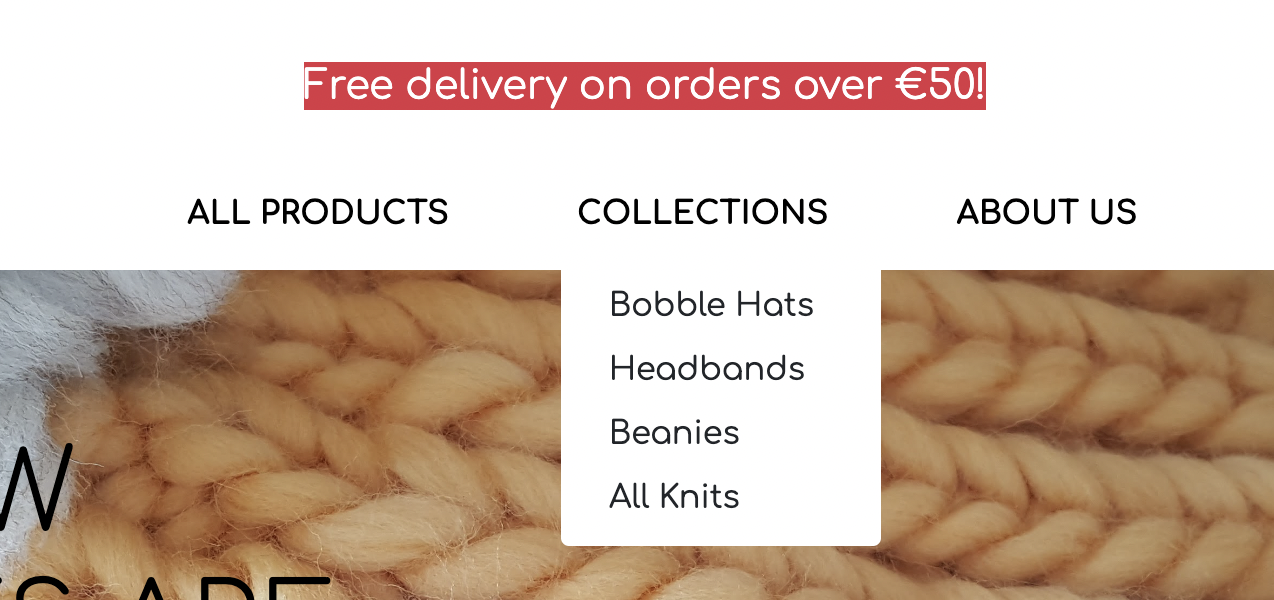 Free delivery on orders over €50!
ALL PRODUCTS COLLECTIONS ABOUT US
Bobble Hats
Headbands
Beanies
All Knits
W